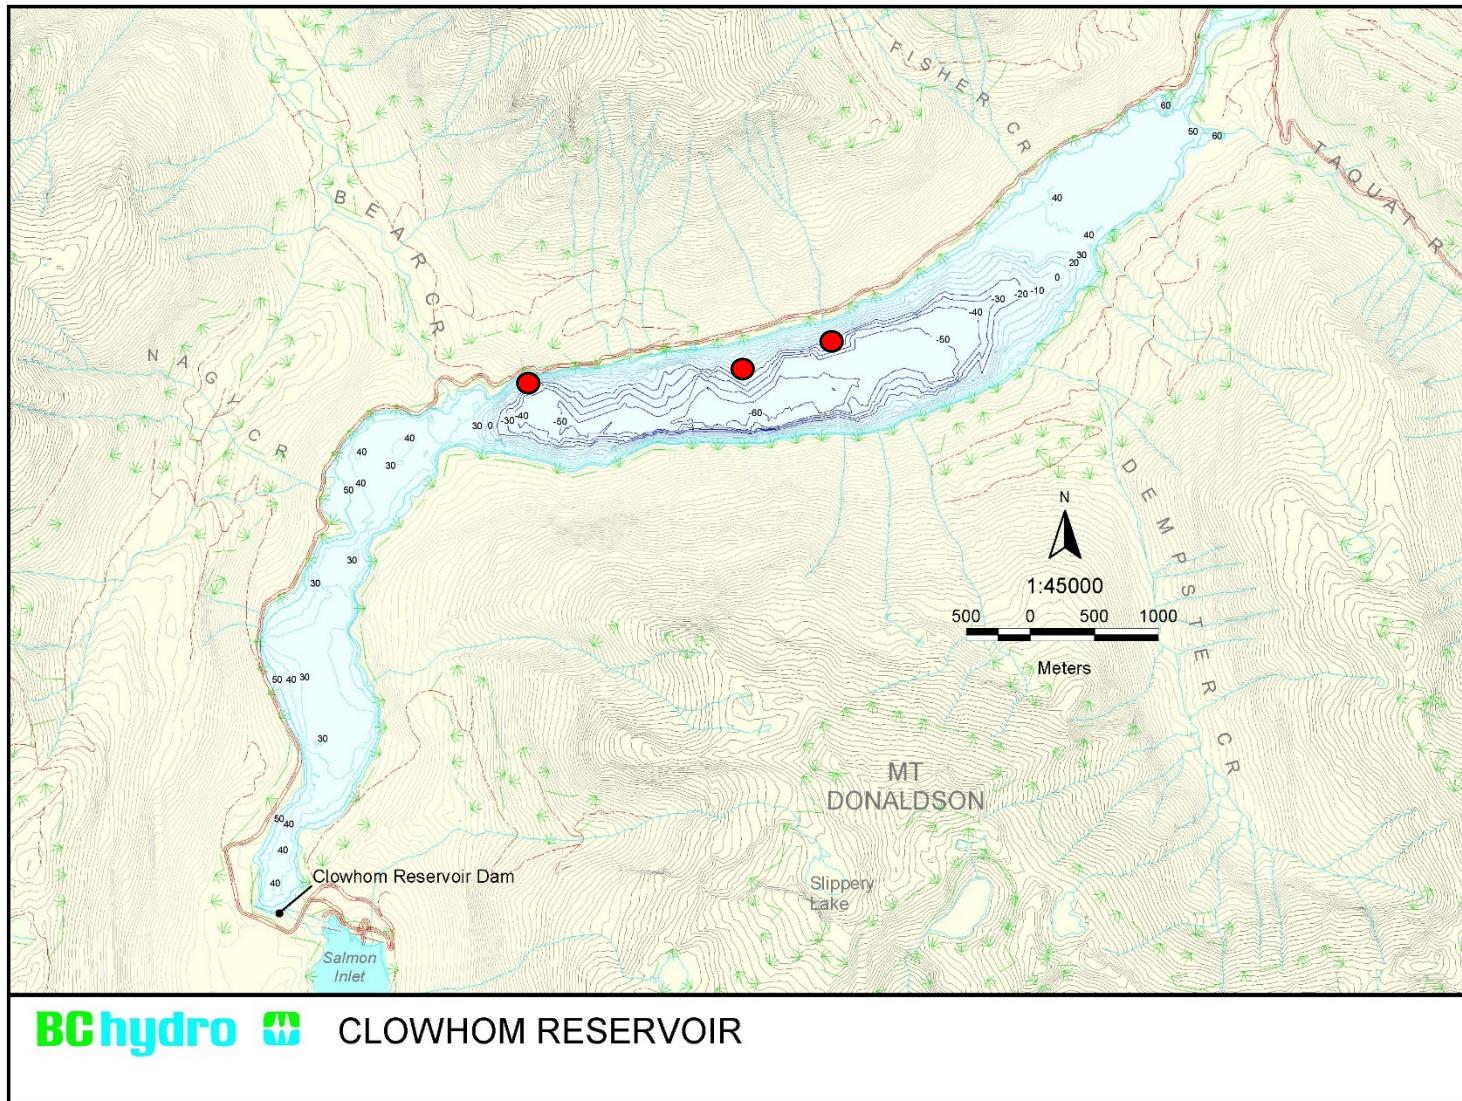 FISHER CR
60
50
60
TAQUAT R
BEAR CR
40
40
30
20
0
-10
-20
-30
-40
-50
NAGY CR
-60
-50
-40
-30
0
30
40
40
30
40
50
DEMPSTER CR
N
1:45000
500 0 500 1000
Meters
30
30
50 40 30
30
MT
DONALDSON
50
40
40
40
Clowhom Reservoir Dam
Slippery
Lake
Salmon
Inlet
BC hydro CLOWHOM RESERVOIR